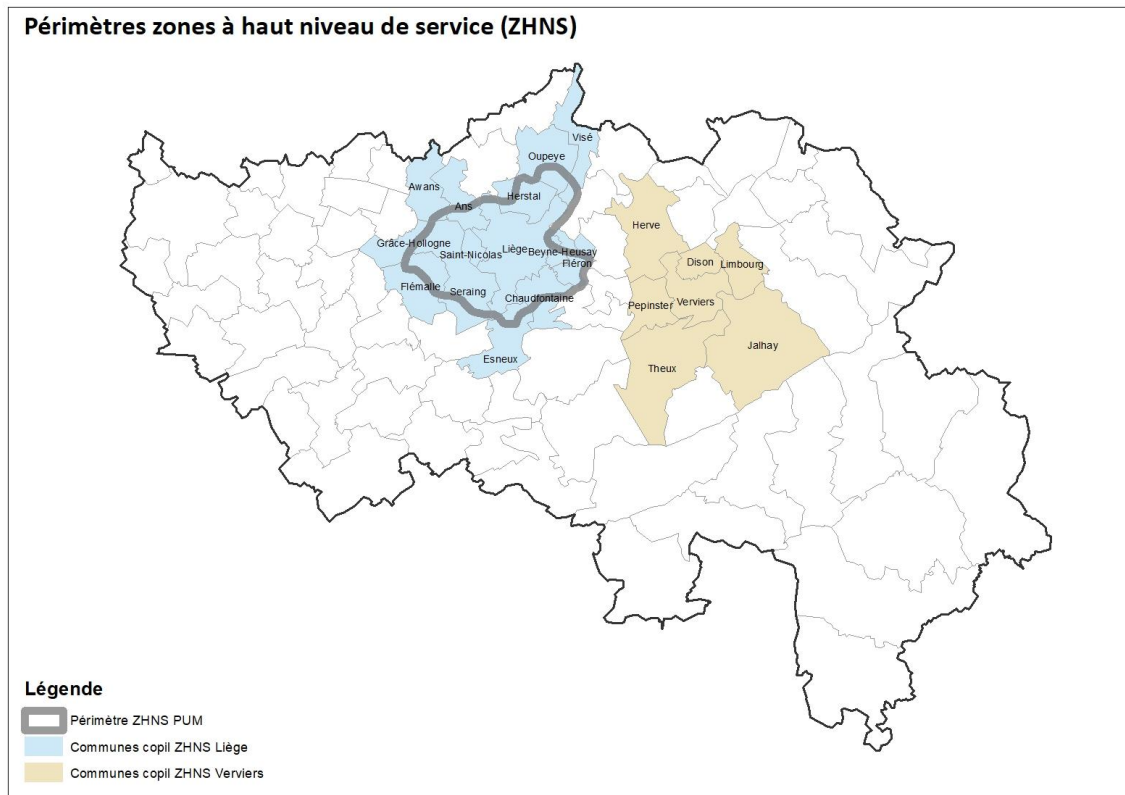 Périmètres zones à haut niveau de service (ZHNS)
Visé
Oupeye
Awans
Herstal
Ans
Herve
Grâce-Hollogne
Saint-Nicolas
Liège
Beyne-Heusay
Fléron
Dison
Limbourg
Flémalle
Seraing
Chaudfontaine
Pepinster
Verviers
Jalhay
Esneux
Theux
Légende
Périmètre ZHNS PUM
Communes copil ZHNS Liège
Communes copil ZHNS Verviers